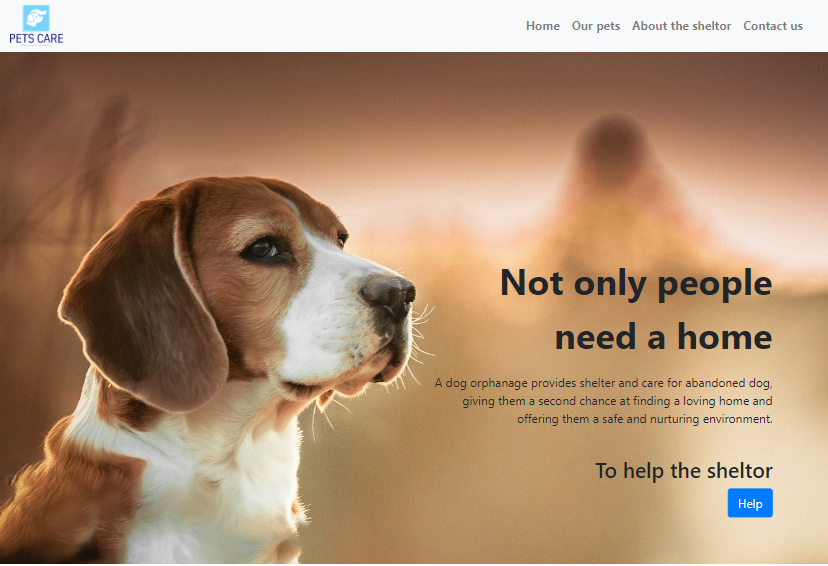 PETS CARE
Home Our pets About the sheltor Contact us
Not only people
need a home
A dog orphanage provides shelter and care for abandoned dog,
giving them a second chance at finding a loving home and
offering them a safe and nurturing environment.
To help the sheltor
Help